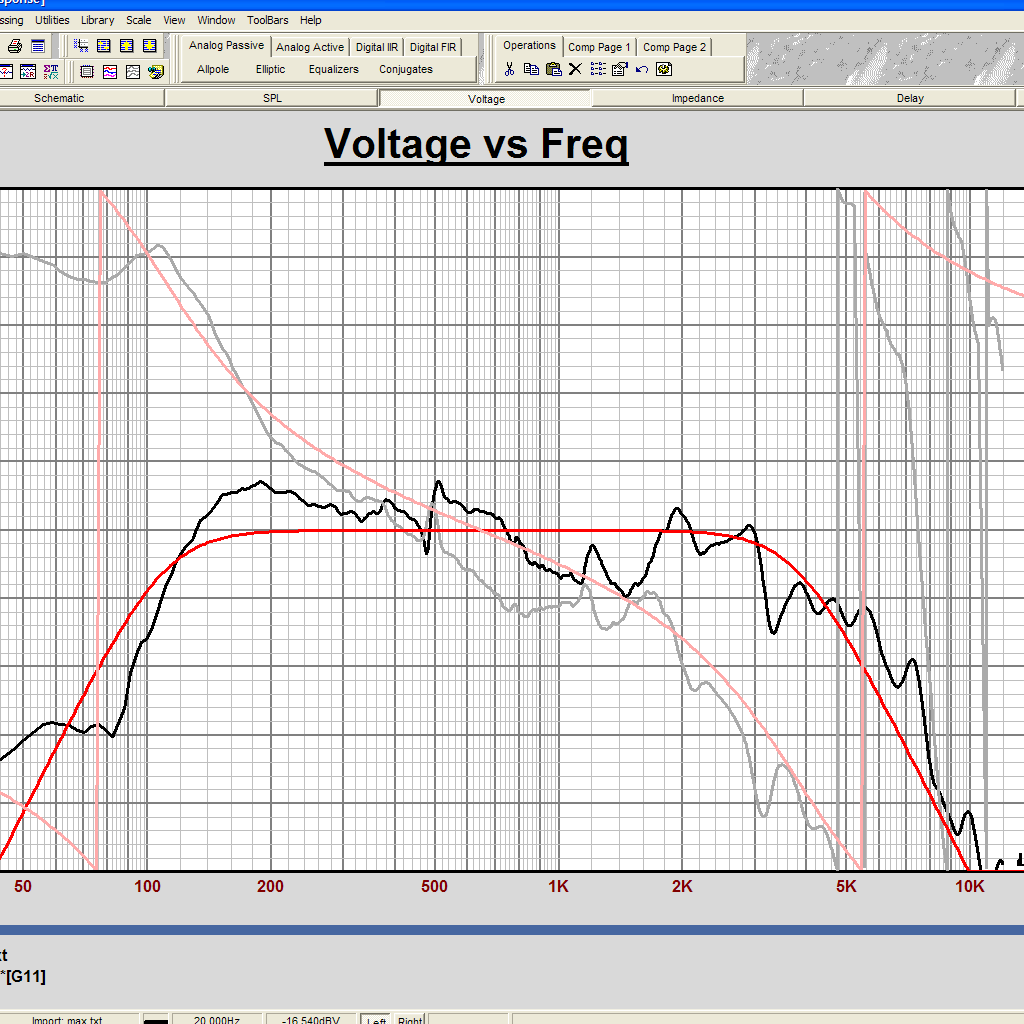 sponse]
ssing Utilities Library Scale View Window ToolBars Help
Analog Passive Analog Active Digital IIR Digital FIR Operations Comp Page 1 Comp Page 2
Allpole Elliptic Equalizers Conjugates
Schematic SPL Voltage Impedance Delay
Voltage vs Freq
50 100 200 500 1K 2K 5K 10K
xt
*[G11]
Import: max.txt 20.000Hz -16.540dBV Left Right